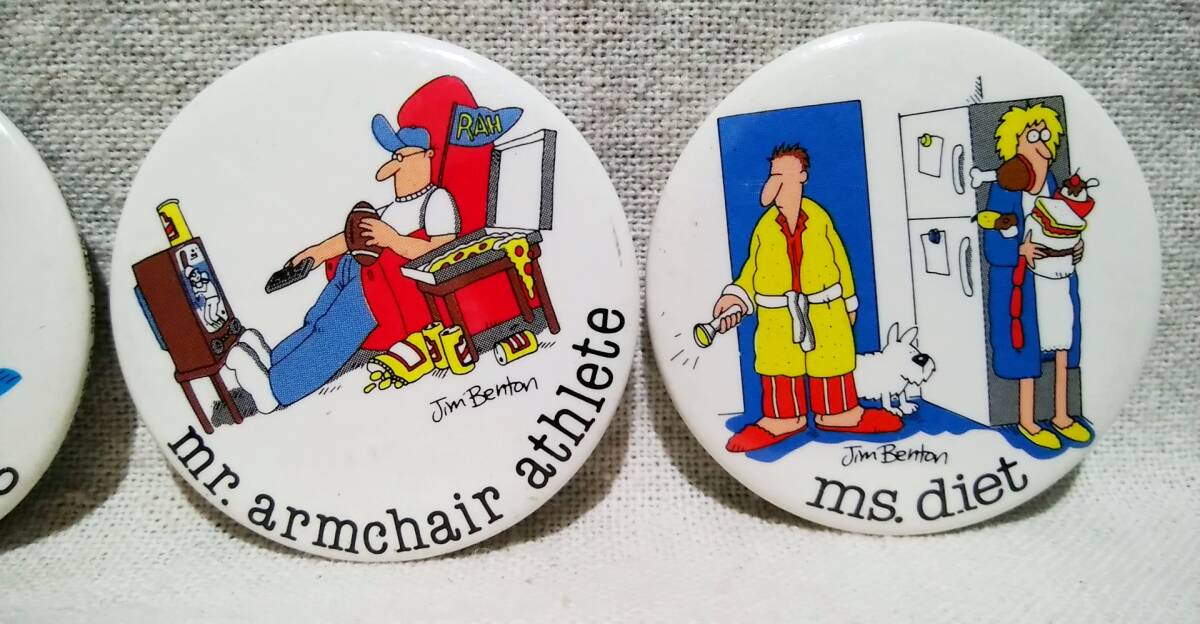 RAH
Jim Benton
mr. armchair athlete
Jim Benton
ms. diet